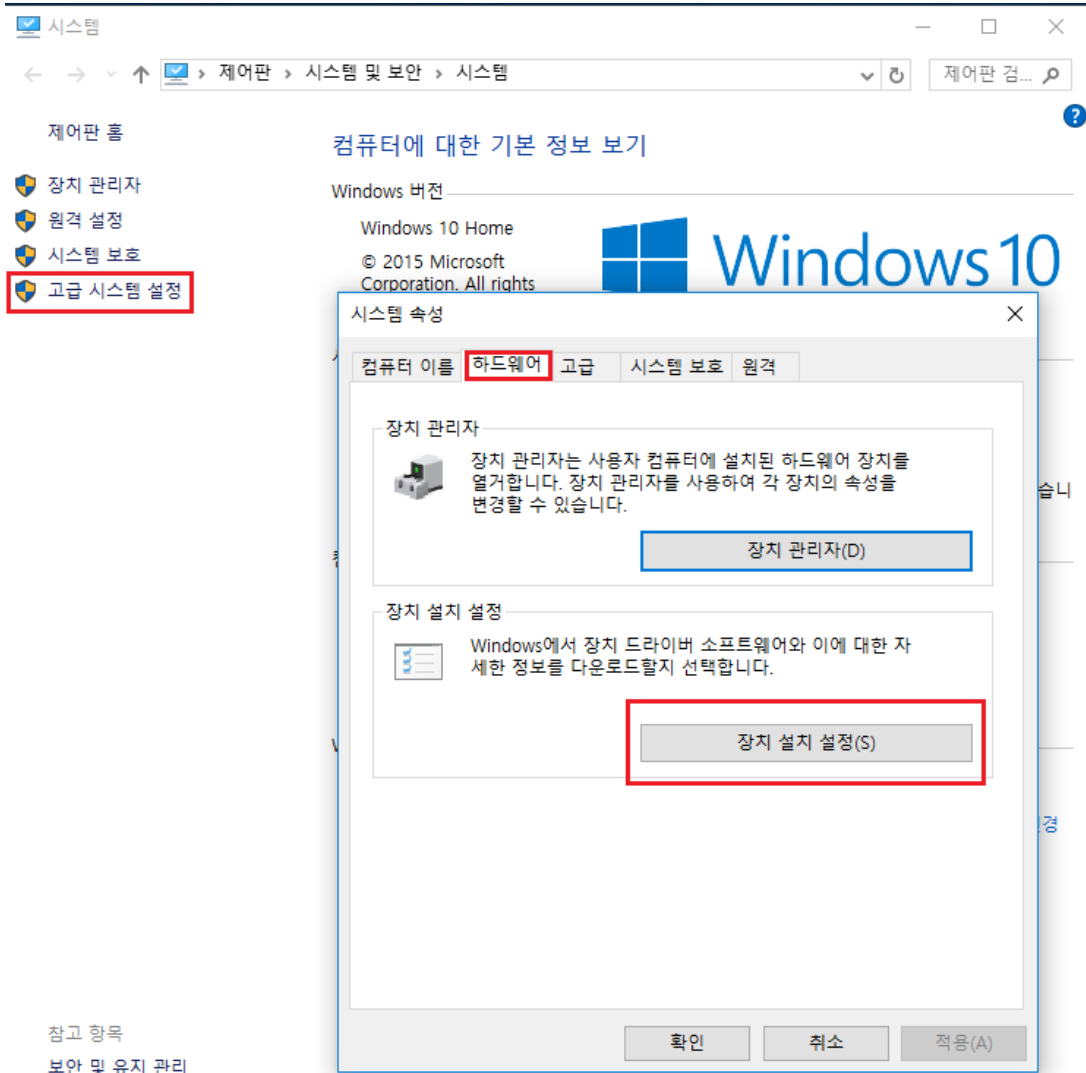 시스템
제어판 > 시스템 및 보안 > 시스템
제어판 검...
제어판 홈
장치 관리자
원격 설정
시스템 보호
고급 시스템 설정
컴퓨터에 대한 기본 정보 보기
Windows 버전
Windows 10 Home
© 2015 Microsoft
Corporation. All rights
Windows 10
시스템 속성
컴퓨터 이름
하드웨어
고급
시스템 보호
원격
장치 관리자
장치 관리자는 사용자 컴퓨터에 설치된 하드웨어 장치를
열거합니다. 장치 관리자를 사용하여 각 장치의 속성을
변경할 수 있습니다.
장치 관리자(D)
장치 설치 설정
Windows에서 장치 드라이버 소프트웨어와 이에 대한 자
세한 정보를 다운로드할지 선택합니다.
장치 설치 설정(S)
확인
취소
적용(A)
습니
경
참고 항목
보안 및 유지 관리